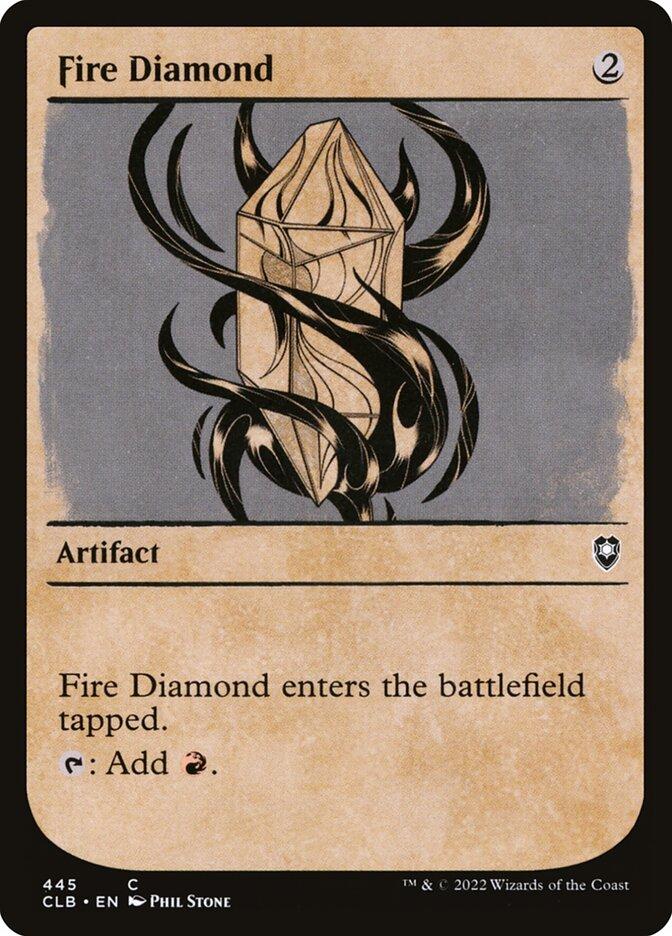 Fire Diamond 2
Artifact
Fire Diamond enters the battlefield
tapped.
: Add .
445 C
CLB • EN Phil Stone
™ & © 2022 Wizards of the Coast